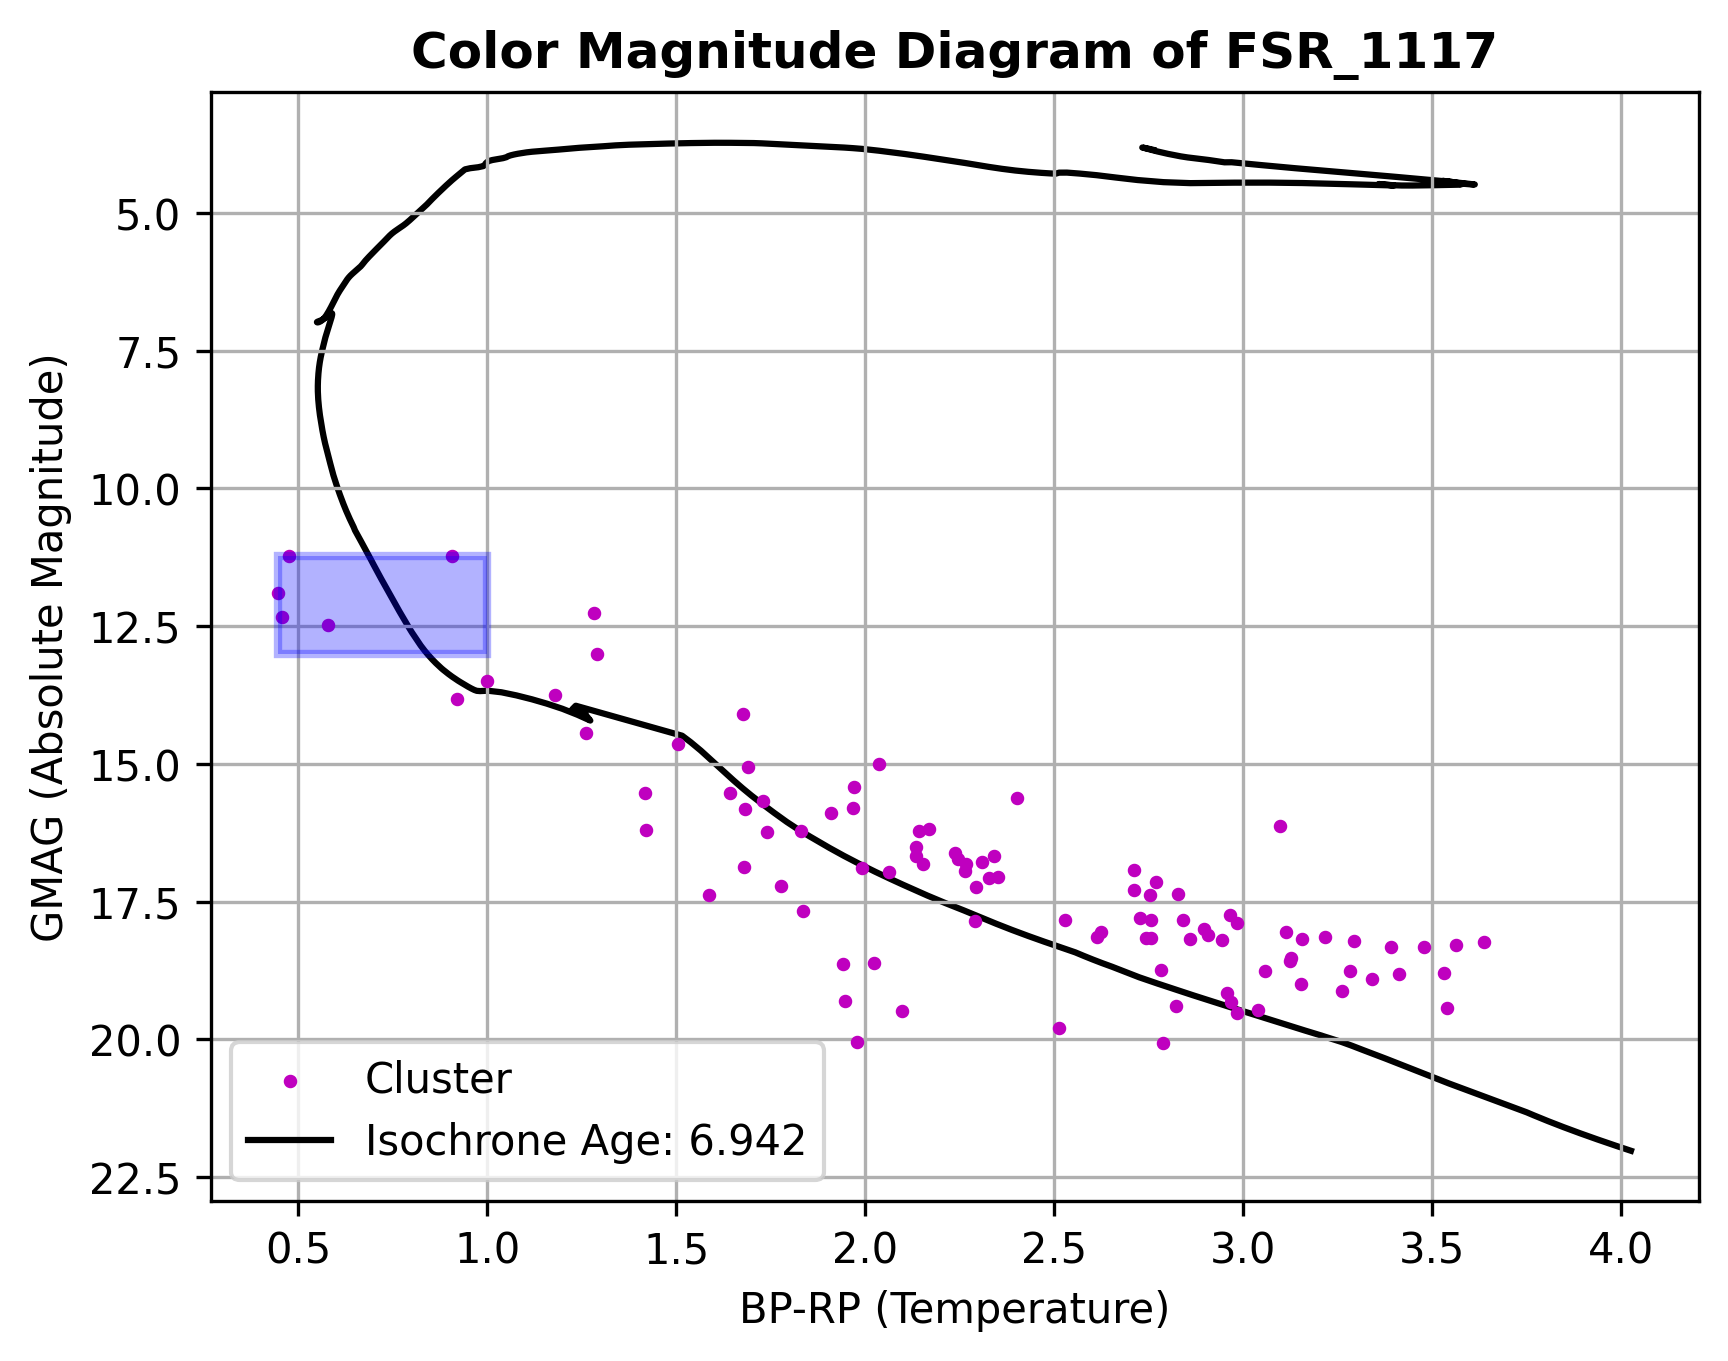 Color Magnitude Diagram of FSR_1117
GMAG (Absolute Magnitude)
5.0
7.5
10.0
12.5
15.0
17.5
20.0
22.5
Cluster
Isochrone Age: 6.942
0.5 1.0 1.5 2.0 2.5 3.0 3.5 4.0
BP-RP (Temperature)